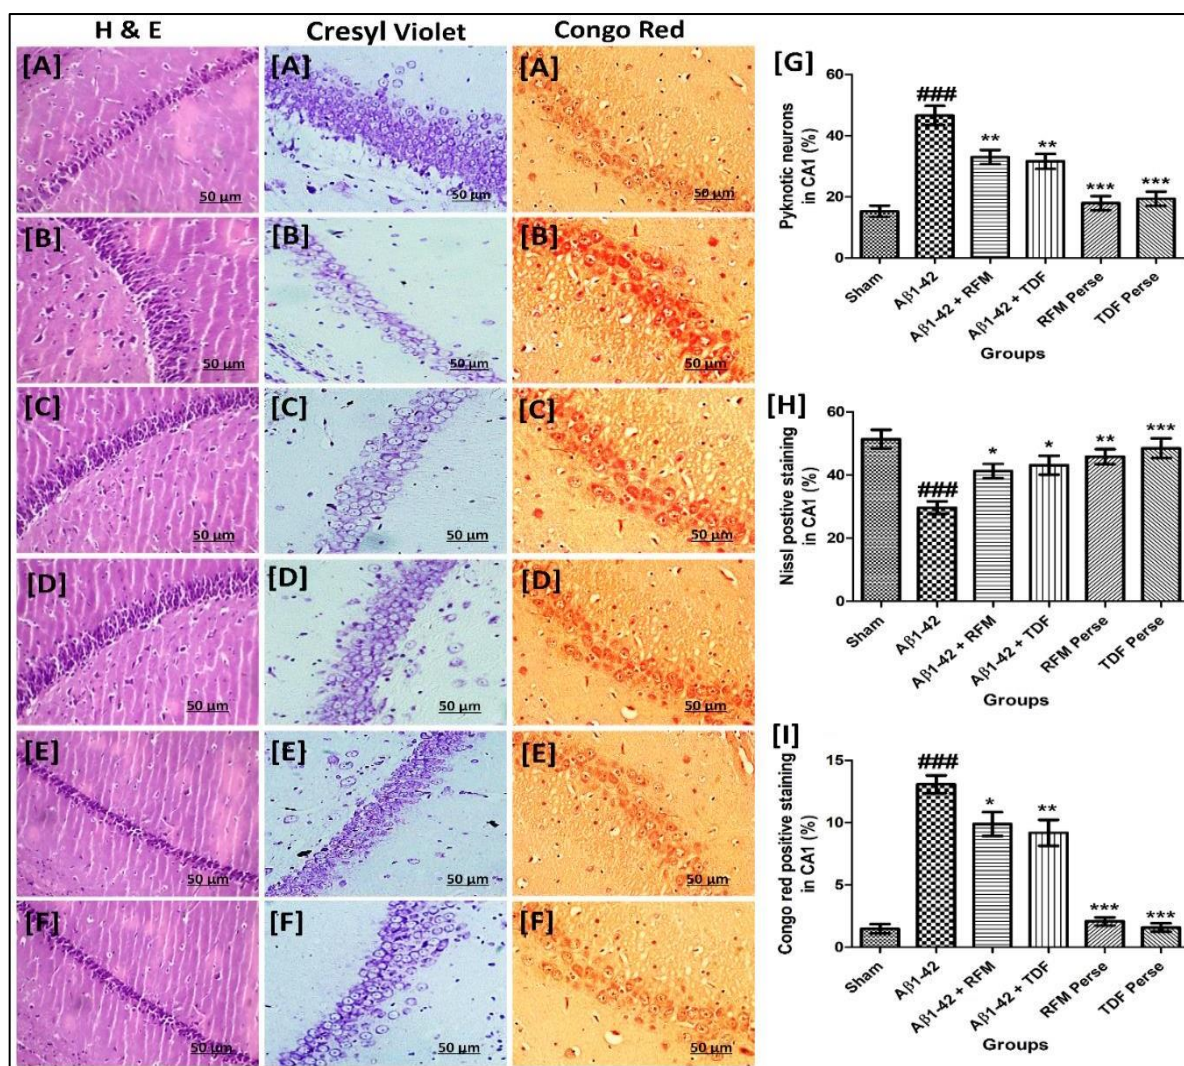 H & E
Cresyl Violet
Congo Red
[A]
50 µm
[A]
50 µm
[A]
50 µm
[B]
50 µm
[B]
50 µm
[B]
50 µm
[C]
50 µm
[C]
50 µm
[C]
50 µm
[D]
50 µm
[D]
50 µm
[D]
50 µm
[E]
50 µm
[E]
50 µm
[E]
50 µm
[F]
50 µm
[F]
50 µm
[F]
50 µm
[G]
Pyknotic neurons
in CA1 (%)
60
40
20
0
###
**
**
***
***
Sham
Aβ1-42
Aβ1-42 + RFM
Aβ1-42 + TDF
RFM Perse
TDF Perse
Groups
[H]
Nissl postive staining
in CA1 (%)
60
40
20
0
###
*
*
**
***
Sham
Aβ1-42
Aβ1-42 + RFM
Aβ1-42 + TDF
RFM Perse
TDF Perse
Groups
[I]
Congo red positive staining
in CA1 (%)
15
10
5
0
###
*
**
***
***
Sham
Aβ1-42
Aβ1-42 + RFM
Aβ1-42 + TDF
RFM Perse
TDF Perse
Groups